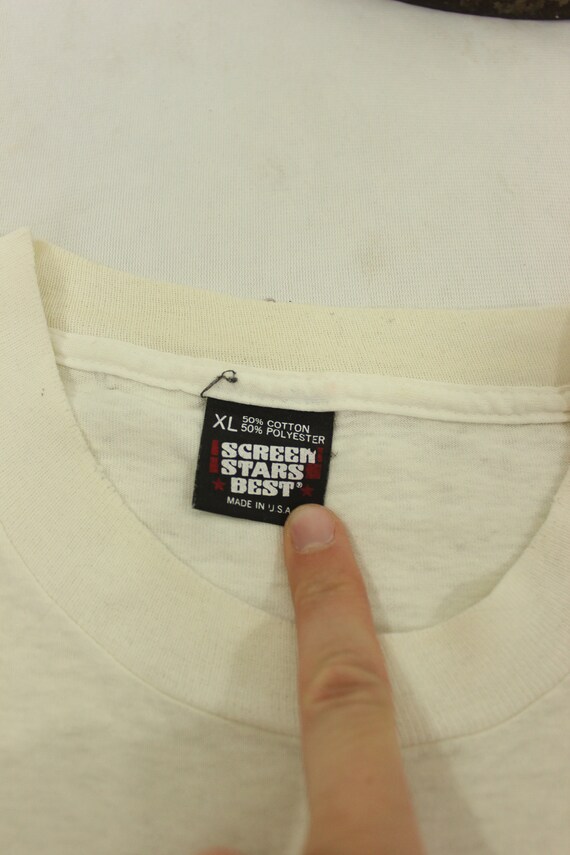 XL 50% COTTON
50% POLYESTER
SCREEN
STARS
BEST®
MADE IN U.S.A